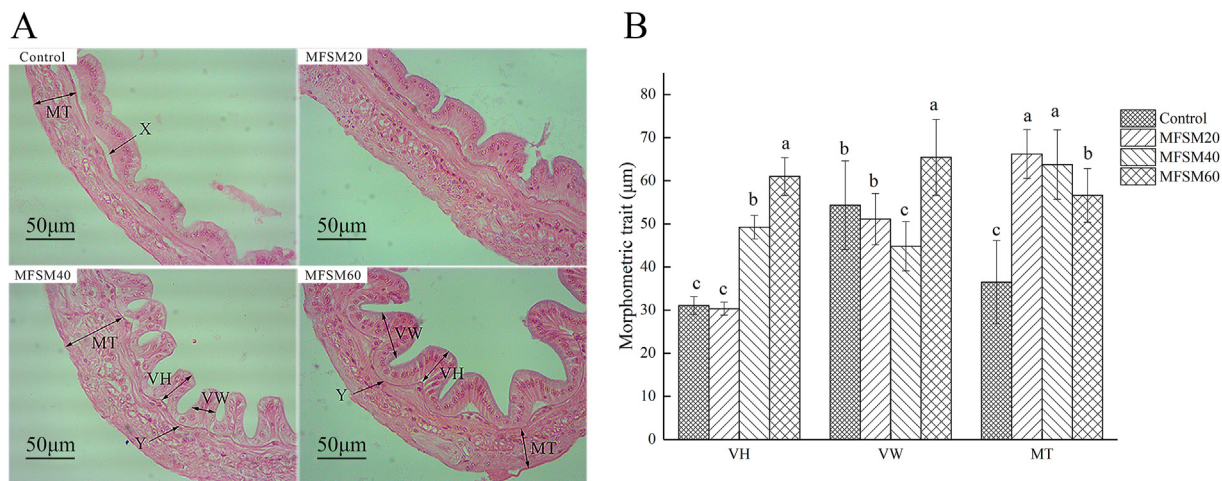 A
Control
MT
X
50μm
MFSM20
50μm
MFSM40
MT
VH
VW
Y
50μm
MFSM60
VW
VH
Y
MT
50μm
B
Morphometric trait (μm)
80
70
60
50
40
30
20
10
0
c
c
b
a
b
b
c
a
c
a
a
b
VH
VW
MT
Control
MFSM20
MFSM40
MFSM60